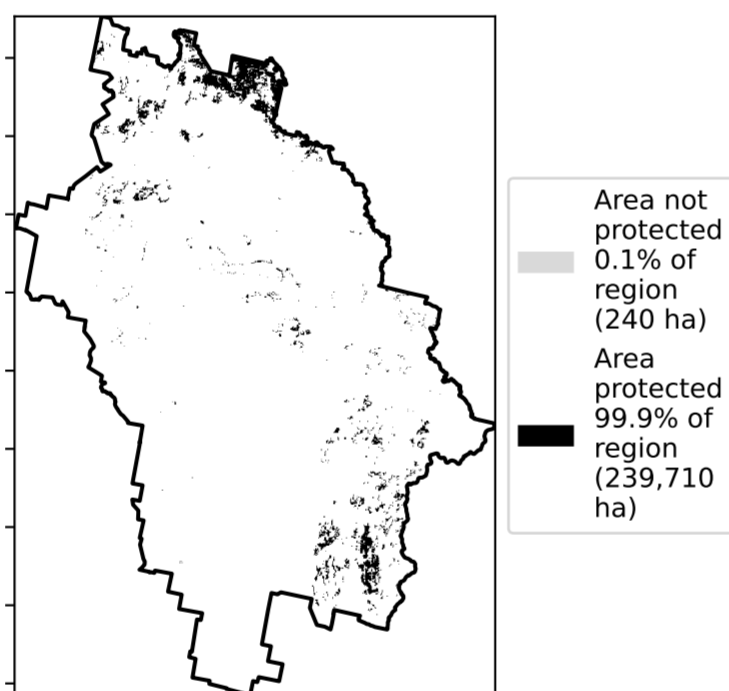 Area not
protected
0.1% of
region
(240 ha)
Area
protected
99.9% of
region
(239,710
ha)